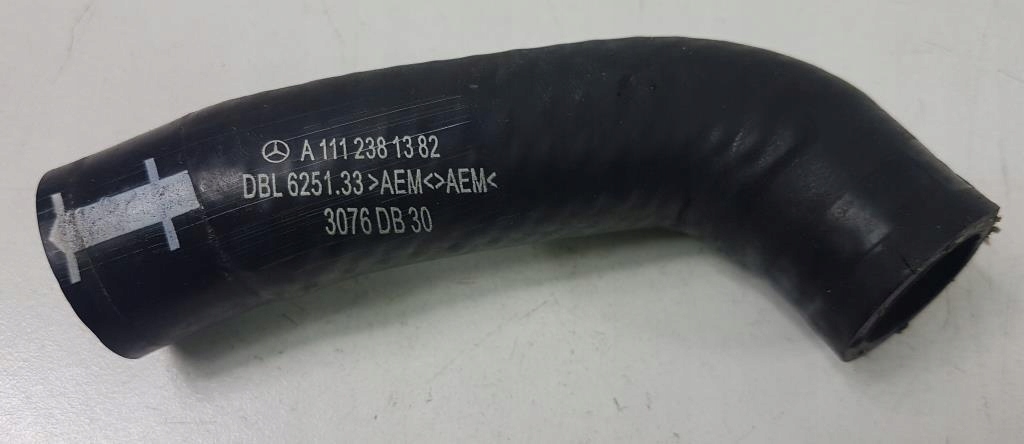 A 111 238 13 82
DBL 6251.33 >AEM<>AEM<
3076 DB 30